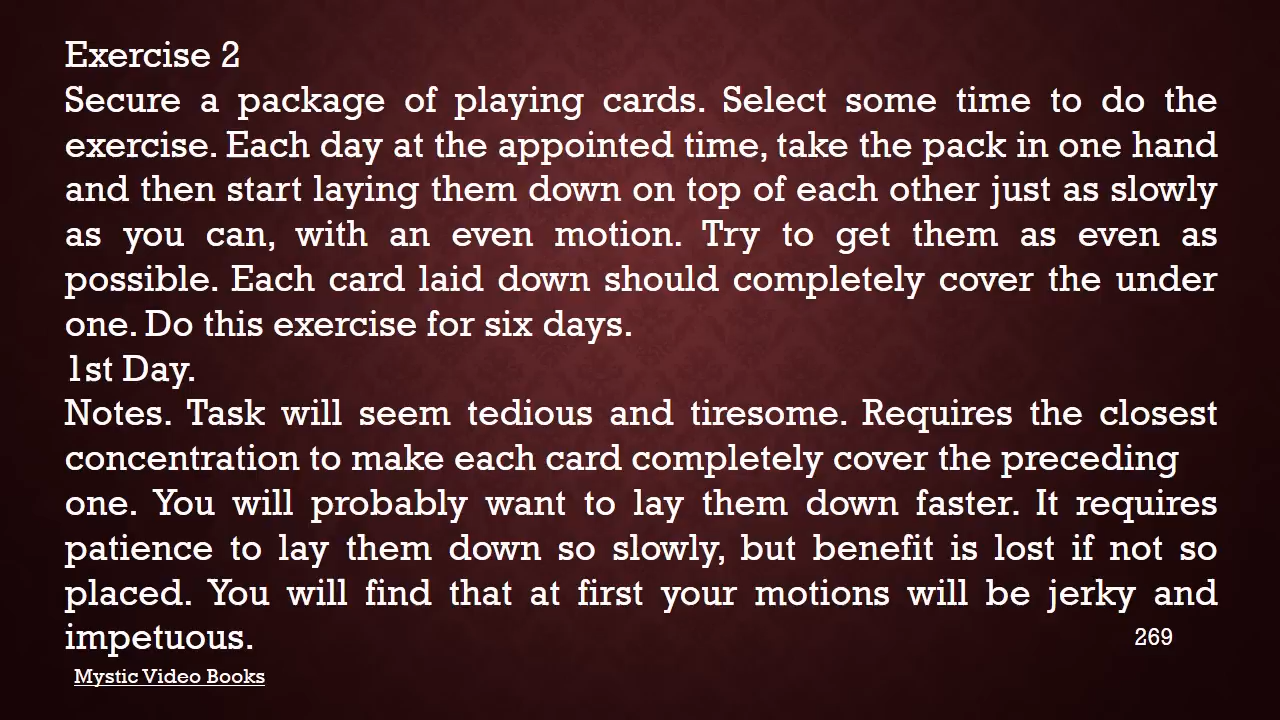 Exercise 2
Secure a package of playing cards. Select some time to do the
exercise. Each day at the appointed time, take the pack in one hand
and then start laying them down on top of each other just as slowly
as you can, with an even motion. Try to get them as even as
possible. Each card laid down should completely cover the under
one. Do this exercise for six days.
1st Day.
Notes. Task will seem tedious and tiresome. Requires the closest
concentration to make each card completely cover the preceding
one. You will probably want to lay them down faster. It requires
patience to lay them down so slowly, but benefit is lost if not so
placed. You will find that at first your motions will be jerky and
impetuous.
269
Mystic Video Books